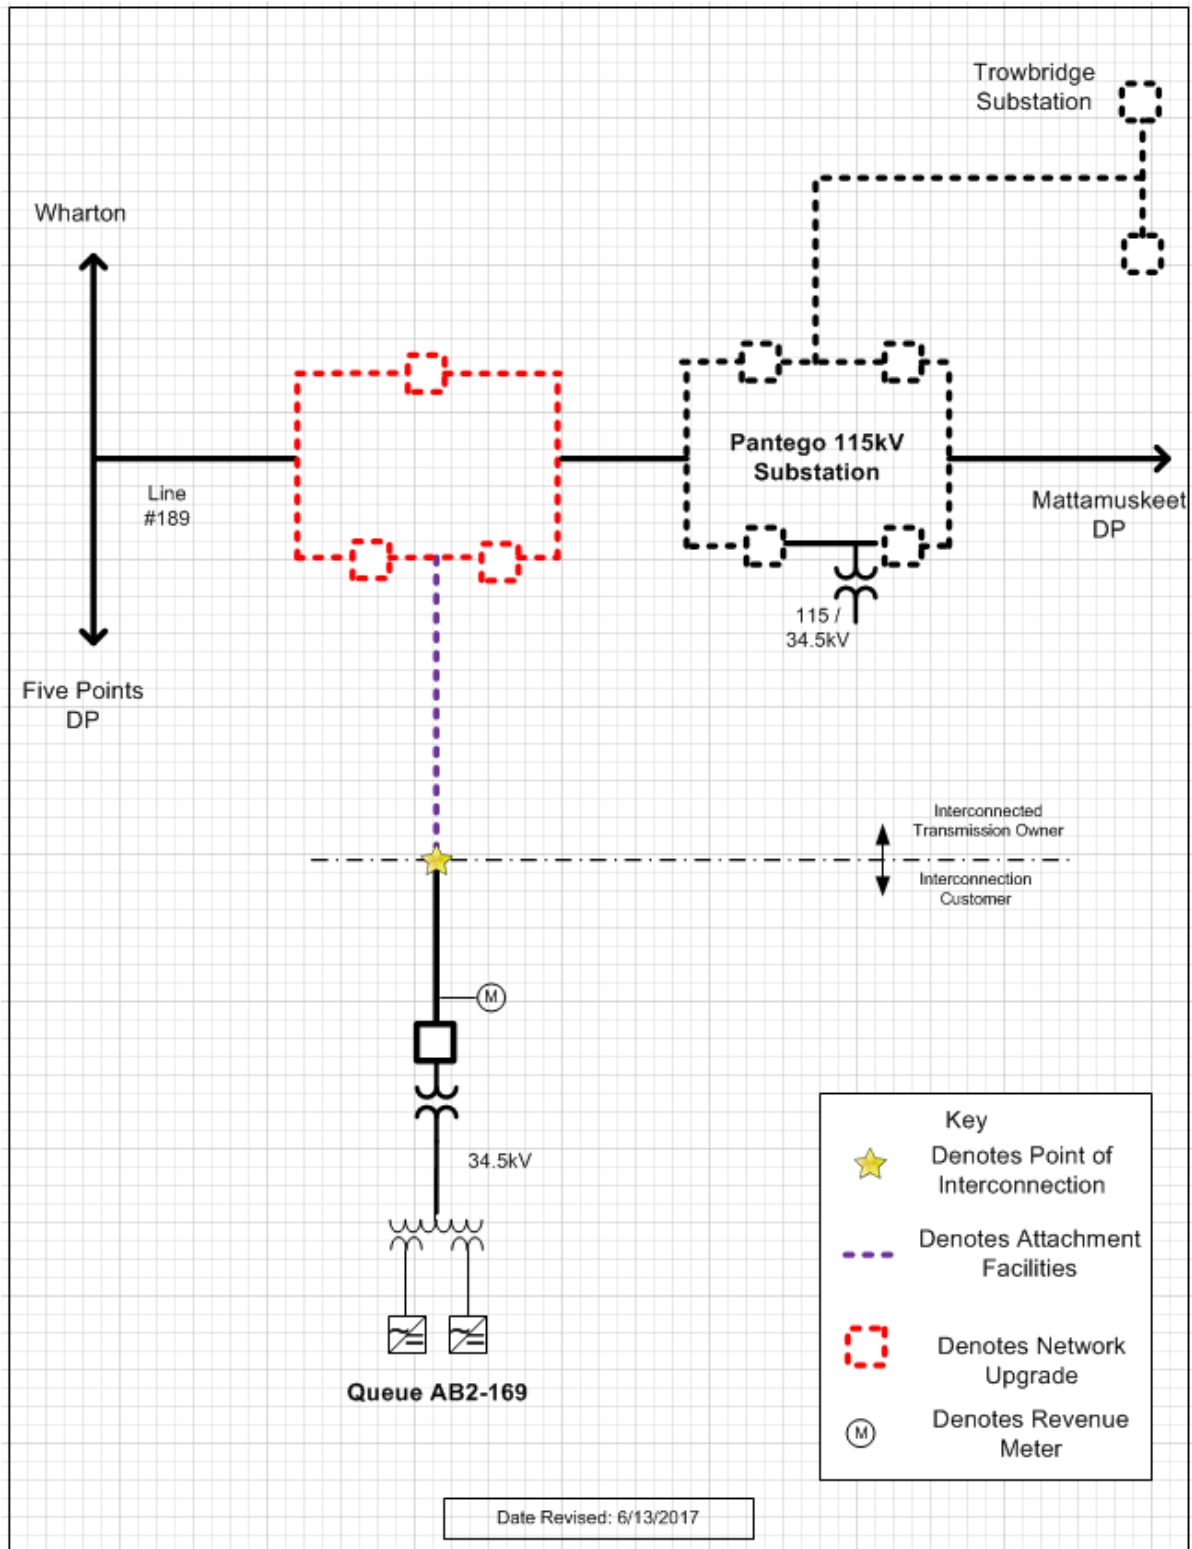 Trowbridge
Substation
Wharton
Pantego 115kV
Substation
Line
#189
Mattamuskeet
DP
115 /
34.5kV
Five Points
DP
Interconnected
Transmission Owner
Interconnection
Customer
M
34.5kV
Queue AB2-169
Key
Denotes Point of
Interconnection
Denotes Attachment
Facilities
Denotes Network
Upgrade
M
Denotes Revenue
Meter
Date Revised: 6/13/2017